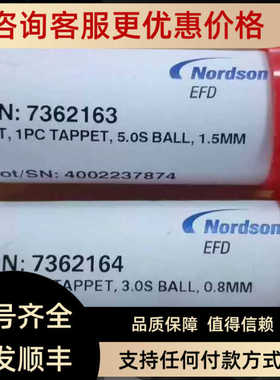 咨询客服更优惠价格
Nordson
EFD
N: 7362163
T, 1PC TAPPET, 5.0S BALL, 1.5MM
ot/SN: 4002237874
Nordson
EFD
N: 7362164
TAPPET, 3.0S BALL, 0.8MM
号齐全
品质保障 值得信赖
发顺丰
支持任何付款方式